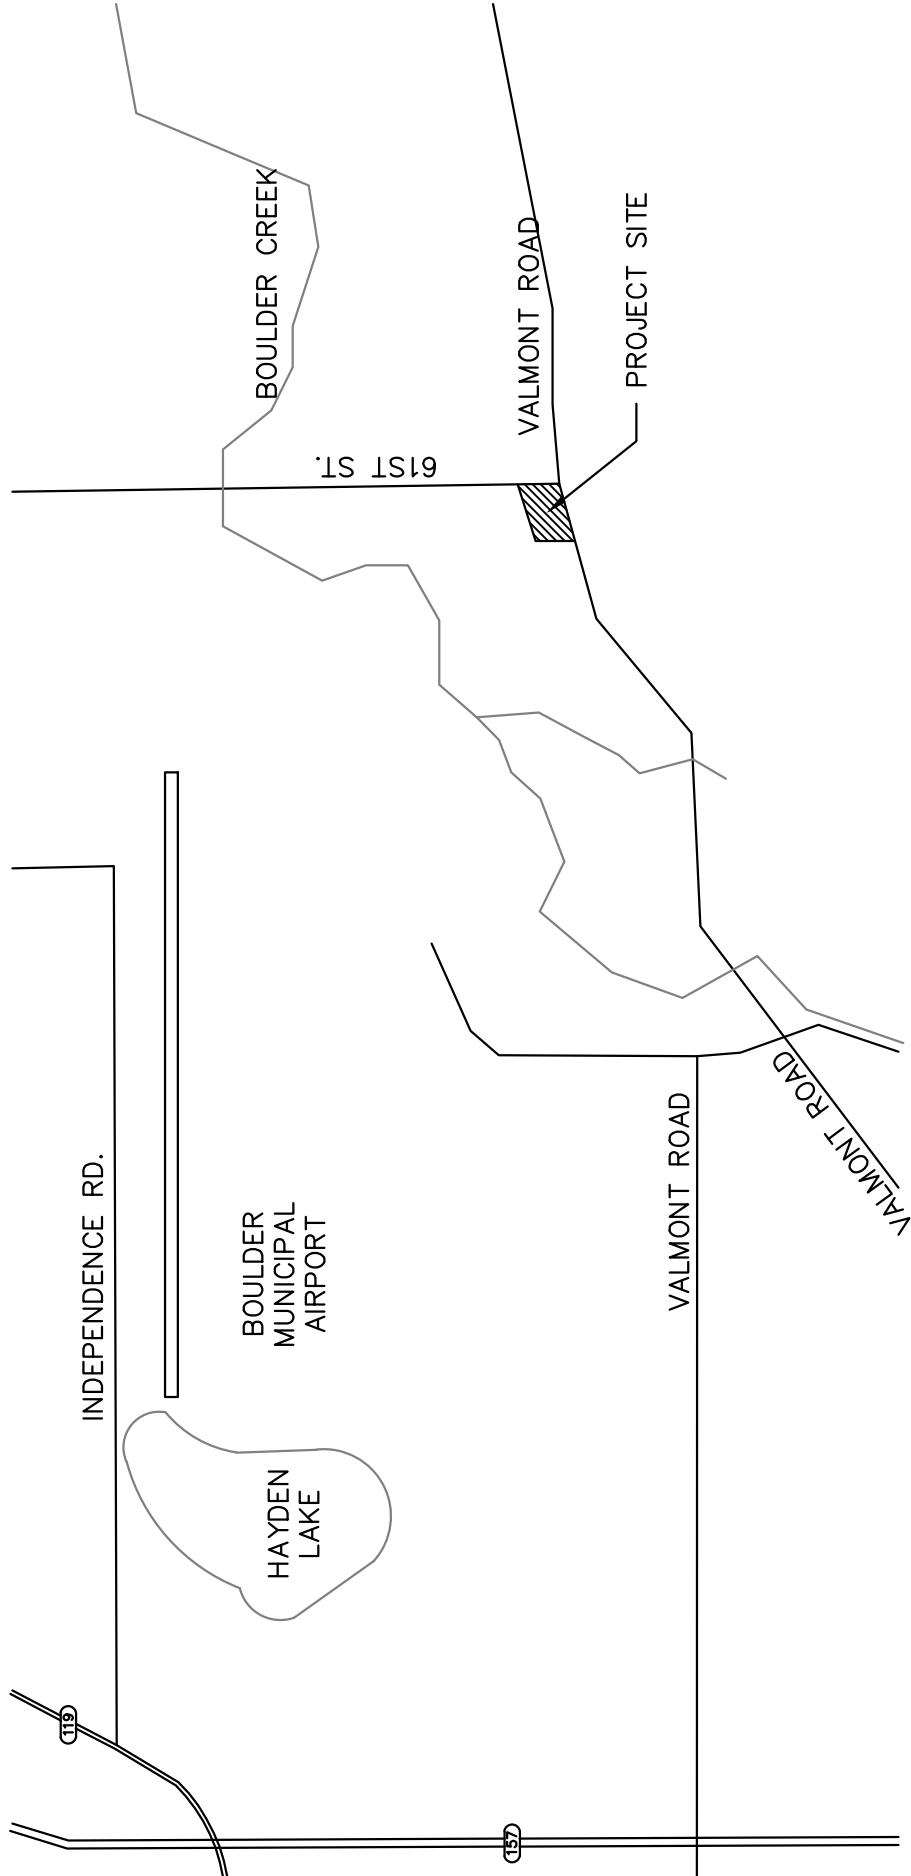 BOULDER CREEK
VALMONT ROAD
PROJECT SITE
61ST ST.
INDEPENDENCE RD.
BOULDER
MUNICIPAL
AIRPORT
VALMONT ROAD
VALMONT ROAD
HAYDEN
LAKE
119
157